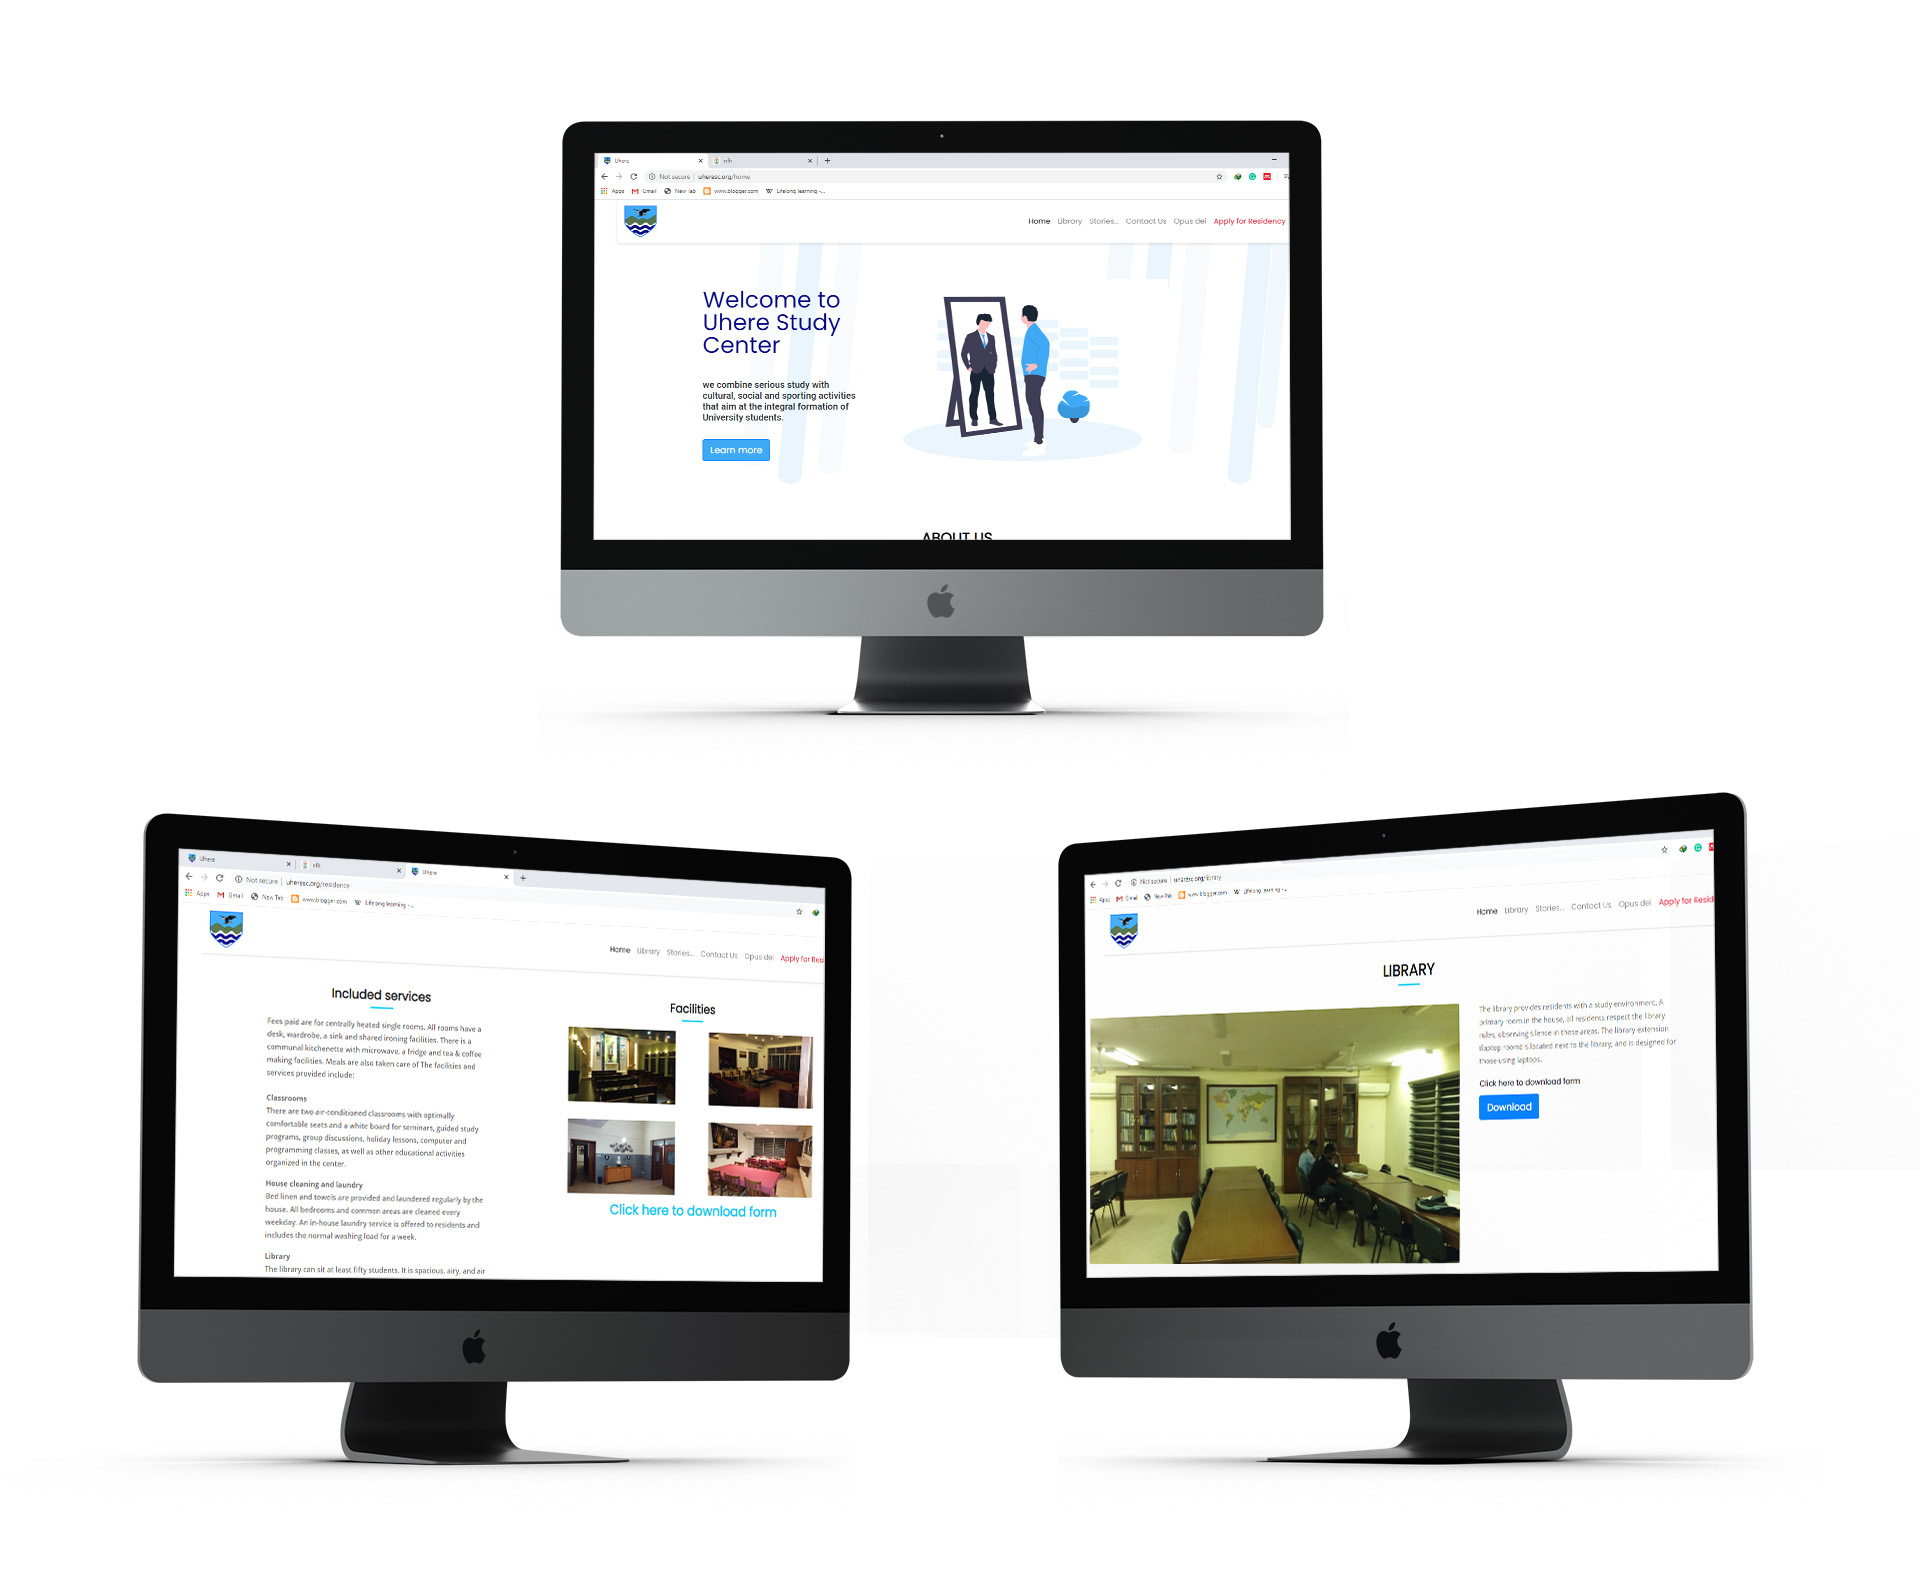 Uhere
nfh
Not secure | uheresc.org/home
Apps Gmail New Tab www.blogger.com Lifelong learning -...
Home Library Stories... Contact Us Opus dei Apply for Residency
Welcome to
Uhere Study
Center
we combine serious study with
cultural, social and sporting activities
that aim at the integral formation of
University students.
Learn more
ABOUT US
Uhere nfh Uhere
Not secure | uheresc.org/residence
Apps Gmail New Tab www.blogger.com Lifelong learning -...
Home Library Stories... Contact Us Opus dei Apply for Resi
Included services
Fees paid are for centrally heated single rooms. All rooms have a
desk, wardrobe, a sink and shared ironing facilities. There is a
communal kitchenette with microwave, a fridge and tea & coffee
making facilities. Meals are also taken care of The facilities and
services provided include:
Classrooms
There are two air-conditioned classrooms with optimally
comfortable seats and a white board for seminars, guided study
programs, group discussions, holiday lessons, computer and
programming classes, as well as other educational activities
organized in the center.
House cleaning and laundry
Bed linen and towels are provided and laundered regularly by the
house. All bedrooms and common areas are cleaned every
weekday. An in-house laundry service is offered to residents and
includes the normal washing load for a week.
Library
The library can sit at least fifty students. It is spacious, airy, and air
Facilities
Click here to download form
Not secure | uheresc.org/library
Apps Gmail New Tab www.blogger.com Lifelong learning -...
Home Library Stories... Contact Us Opus dei Apply for Resid
LIBRARY
The library provides residents with a study environment. A
primary room in the house, all residents respect the library
rules, observing silence in these areas. The library extension
(laptop room) is located next to the library, and is designed for
those using laptops.
Click here to download form
Download